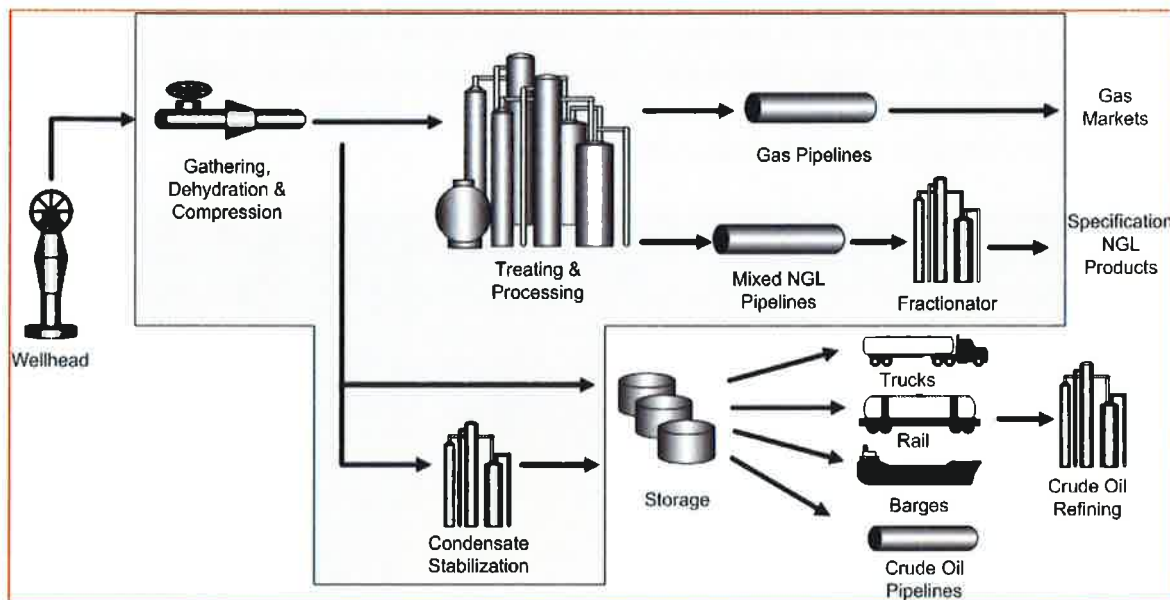 Gas
Markets
Gathering,
Dehydration &
Compression
Gas Pipelines
Treating &
Processing
Mixed NGL
Pipelines
Fractionator
Specification
NGL
Products
Wellhead
Trucks
Rail
Storage
Barges
Crude Oil
Refining
Condensate
Stabilization
Crude Oil
Pipelines